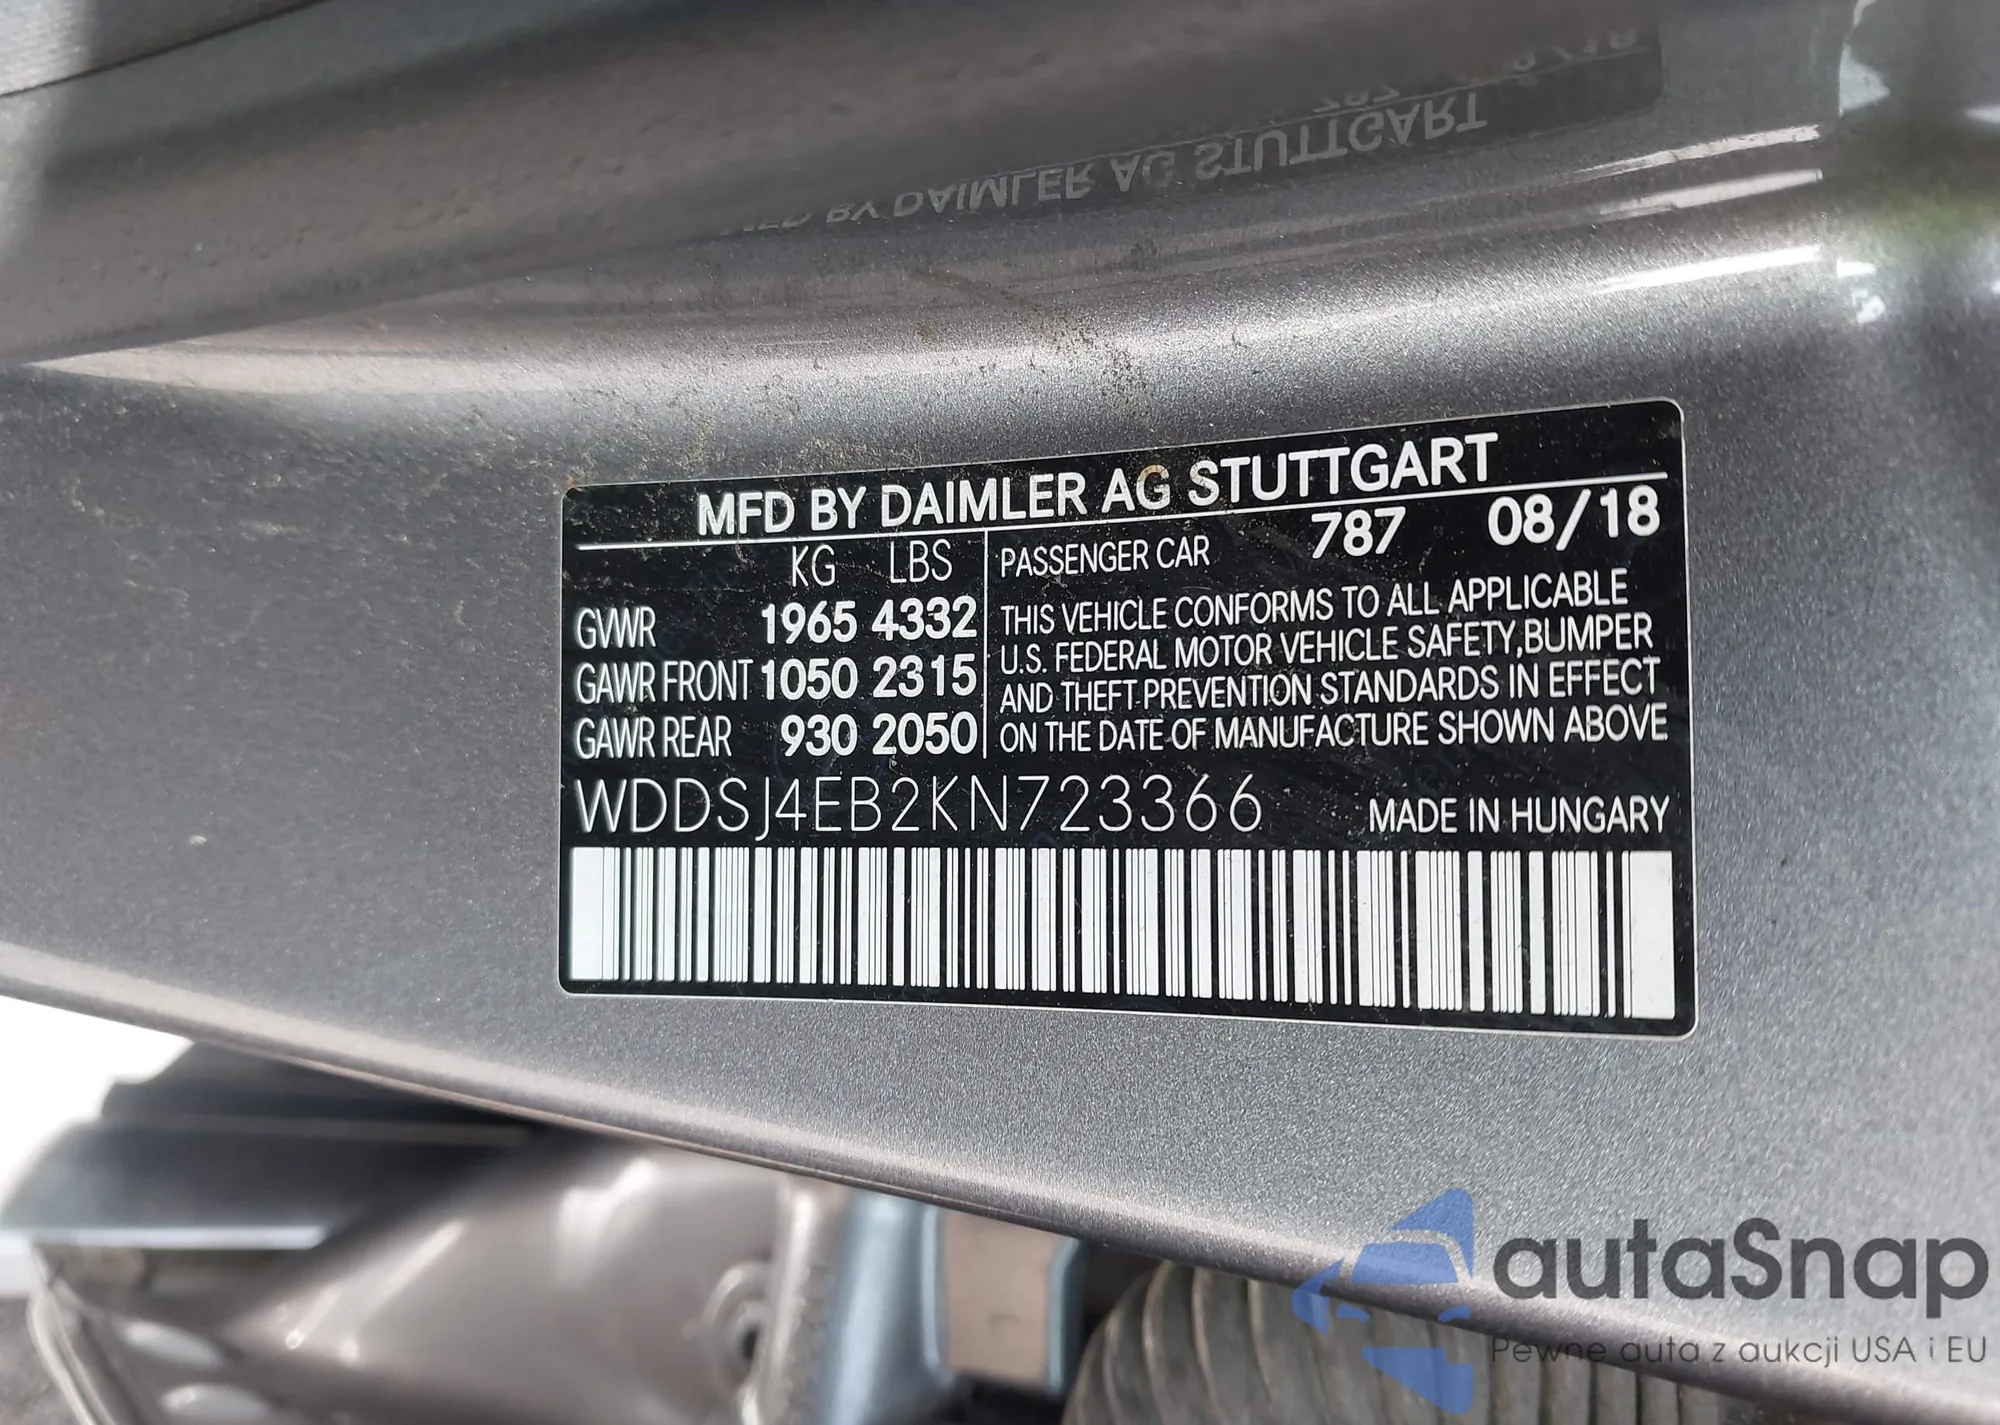 MFD BY DAIMLER AG STUTTGART
787 08/18
KG LBS
PASSENGER CAR
GVWR 1965 4332
GAWR FRONT 1050 2315
GAWR REAR 930 2050
THIS VEHICLE CONFORMS TO ALL APPLICABLE
U.S. FEDERAL MOTOR VEHICLE SAFETY,BUMPER
AND THEFT PREVENTION STANDARDS IN EFFECT
ON THE DATE OF MANUFACTURE SHOWN ABOVE
WDDSJ4EB2KN723366
MADE IN HUNGARY
autaSnap
Pewne auta z aukcji USA i EU